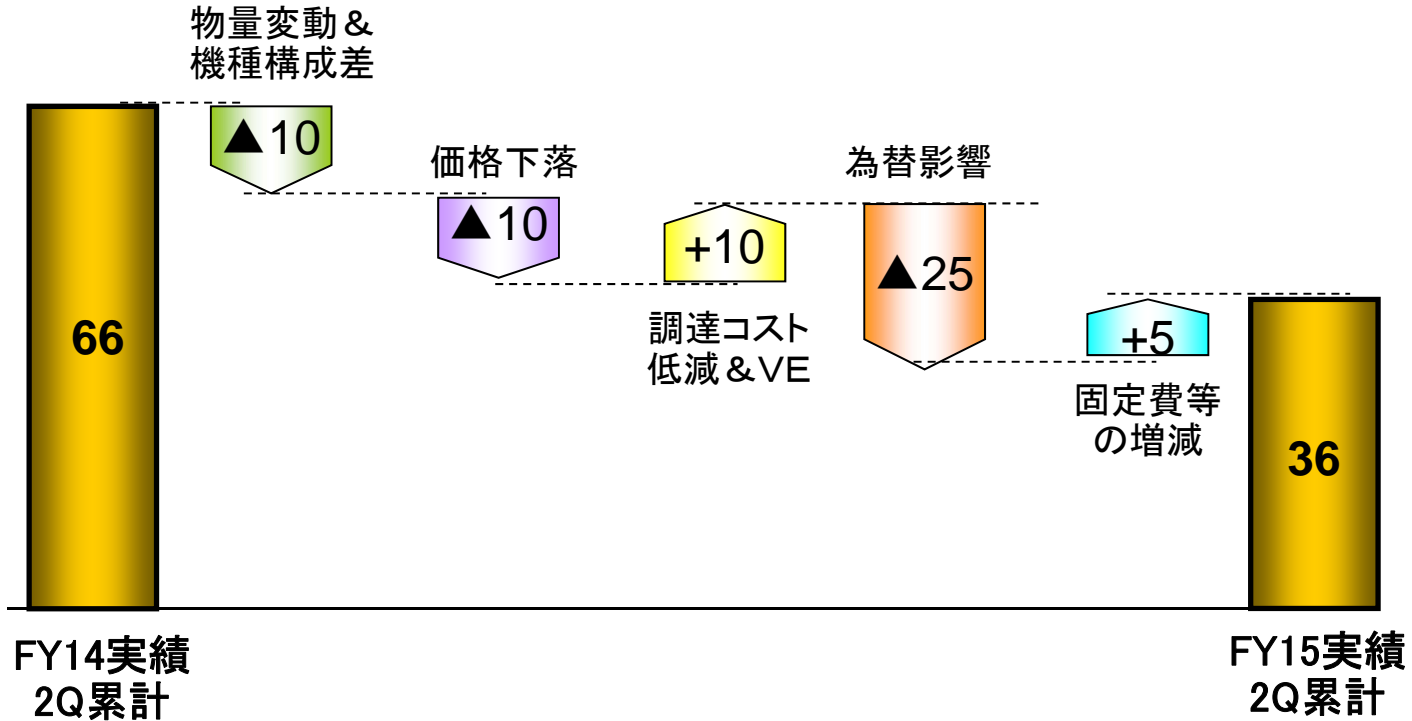 物量変動＆
機種構成差
▲10
価格下落
▲10
+10
調達コスト
低減＆VE
為替影響
▲25
+5
固定費等
の増減
66
36
FY14実績
2Q累計
FY15実績
2Q累計